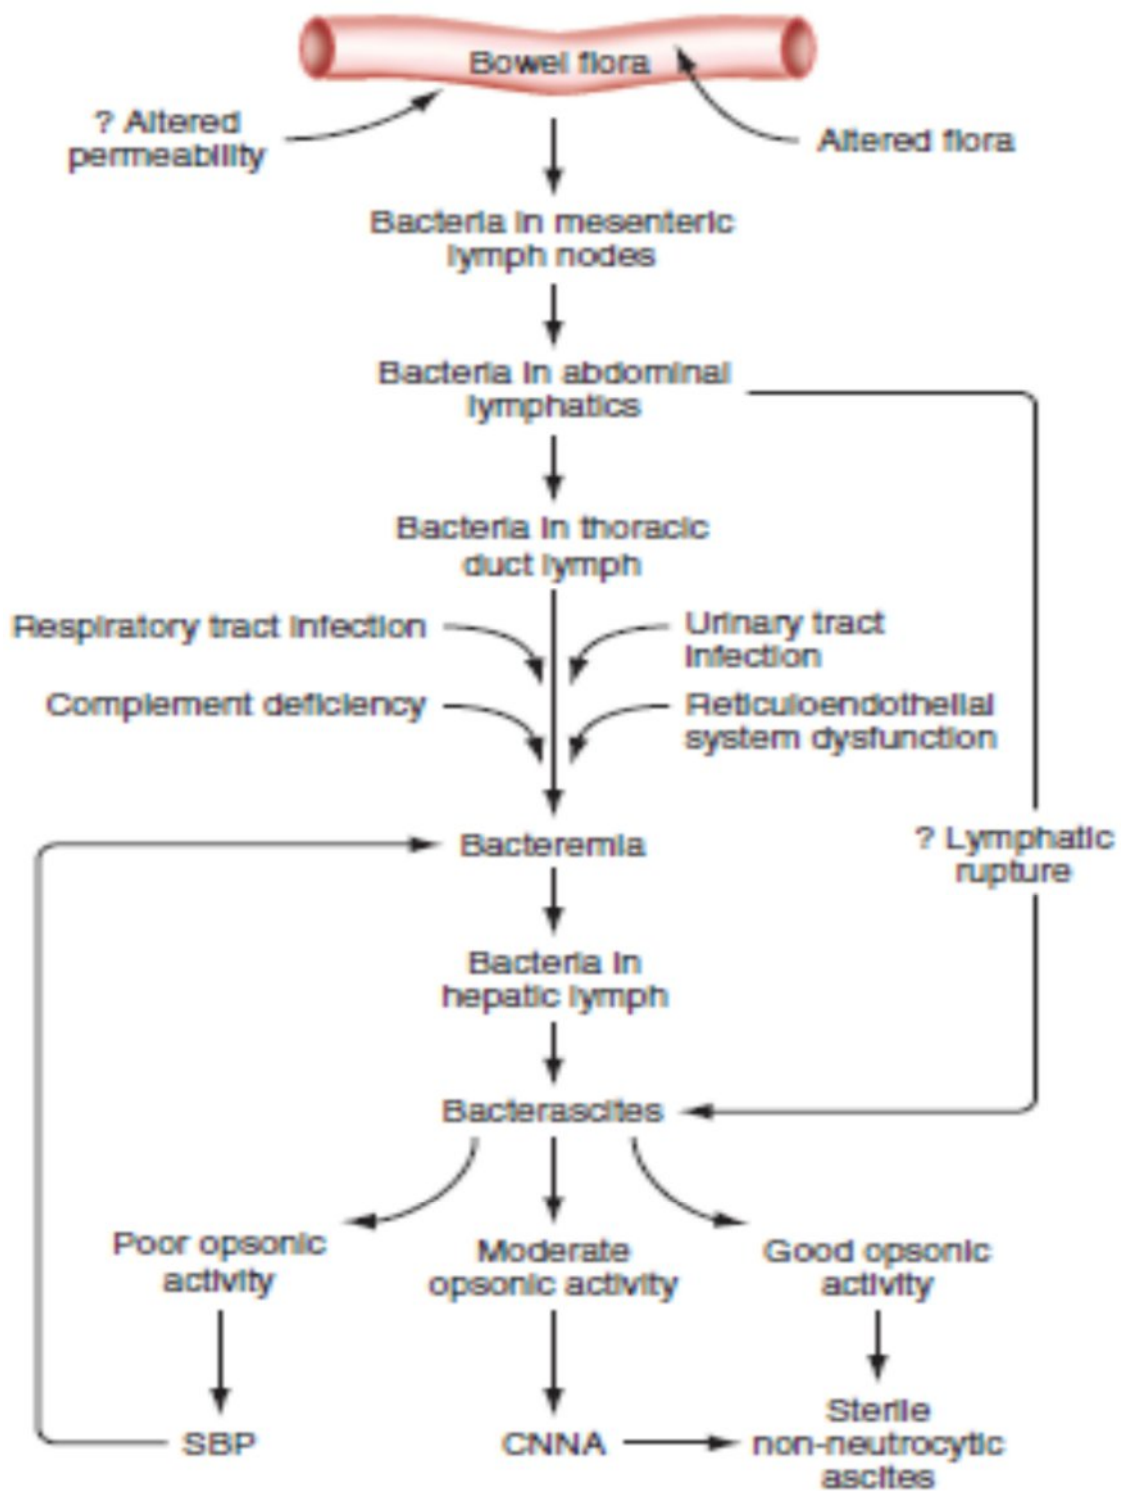 Bowel flora
? Altered
permeability
Altered flora
Bacteria in mesenteric
lymph nodes
Bacteria in abdominal
lymphatics
Bacteria in thoracic
duct lymph
Respiratory tract infection
Urinary tract
infection
Complement deficiency
Reticuloendothelial
system dysfunction
Bacteremia
? Lymphatic
rupture
Bacteria in
hepatic lymph
Bacterascites
Poor opsonic
activity
Moderate
opsonic activity
Good opsonic
activity
SBP
CNNA
Sterile
non-neutrocytic
ascites